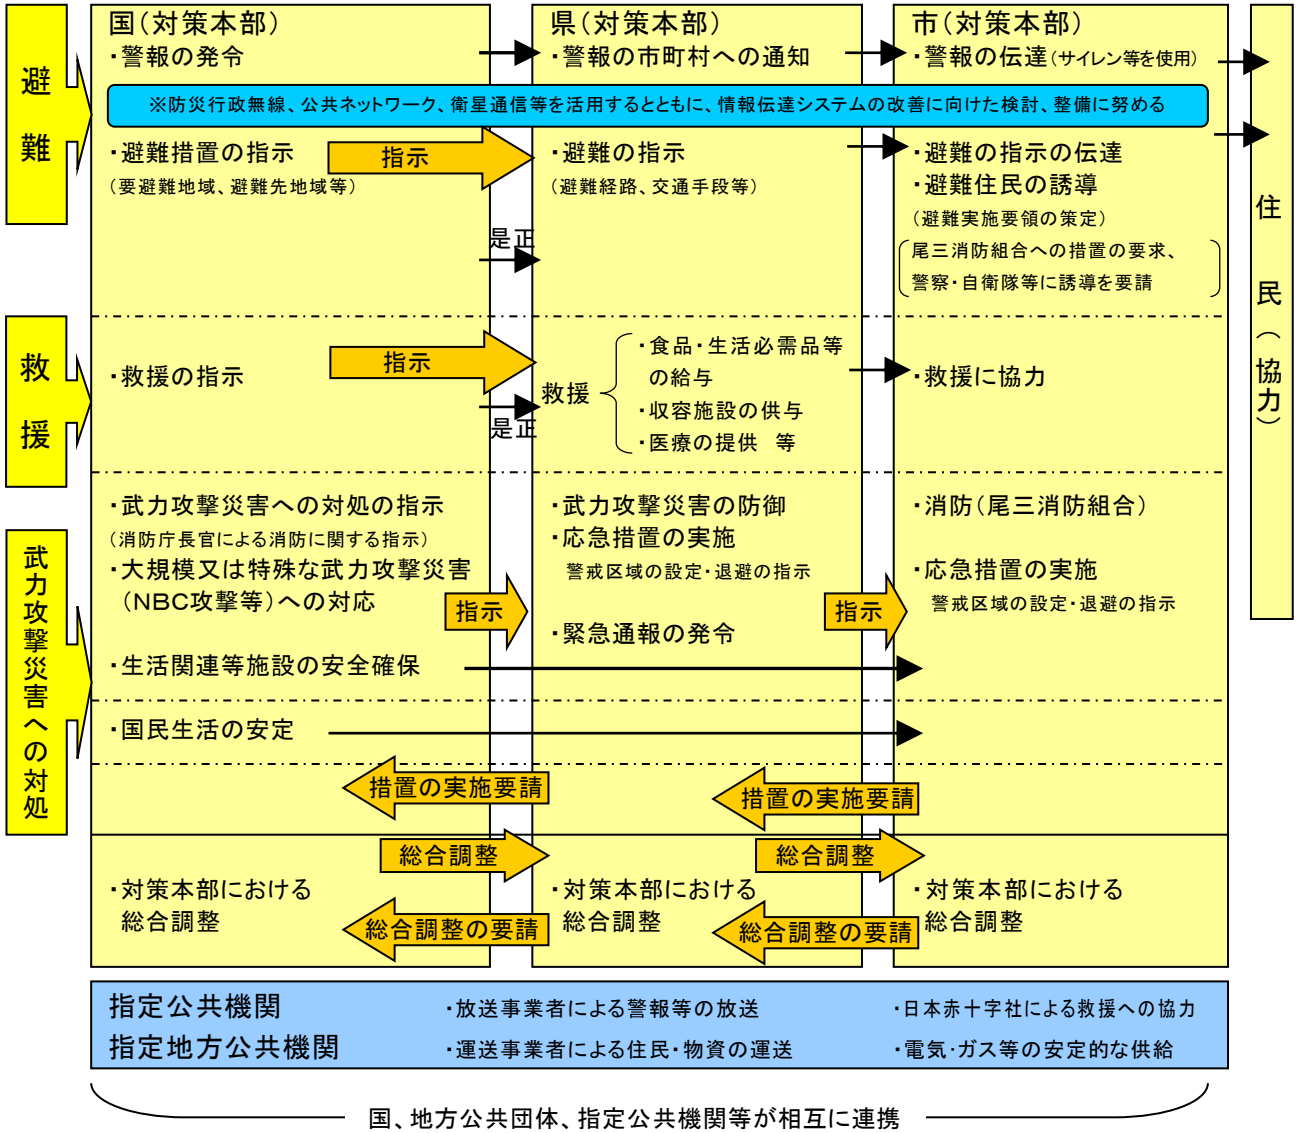 避難
国(対策本部)
・警報の発令
県(対策本部)
・警報の市町村への通知
市(対策本部)
・警報の伝達(サイレン等を使用)
※防災行政無線、公共ネットワーク、衛星通信等を活用するとともに、情報伝達システムの改善に向けた検討、整備に努める
・避難措置の指示
(要避難地域、避難先地域等)
指示
・避難の指示
(避難経路、交通手段等)
・避難の指示の伝達
・避難住民の誘導
(避難実施要領の策定)
尾三消防組合への措置の要求、
警察・自衛隊等に誘導を要請
是正
住民(協力)
救援
・救援の指示
指示
是正
救援
・食品・生活必需品等
の給与
・収容施設の供与
・医療の提供 等
・救援に協力
武力攻撃災害への対処
・武力攻撃災害への対処の指示
(消防庁長官による消防に関する指示)
・大規模又は特殊な武力攻撃災害
(NBC攻撃等)への対応
指示
・生活関連等施設の安全確保
・武力攻撃災害の防御
・応急措置の実施
警戒区域の設定・退避の指示
・緊急通報の発令
指示
・消防(尾三消防組合)
・応急措置の実施
警戒区域の設定・退避の指示
・国民生活の安定
措置の実施要請
措置の実施要請
総合調整
総合調整
・対策本部における
総合調整
・対策本部における
総合調整
・対策本部における
総合調整
総合調整の要請
総合調整の要請
指定公共機関
・放送事業者による警報等の放送
・日本赤十字社による救援への協力
指定地方公共機関
・運送事業者による住民・物資の運送
・電気・ガス等の安定的な供給
国、地方公共団体、指定公共機関等が相互に連携